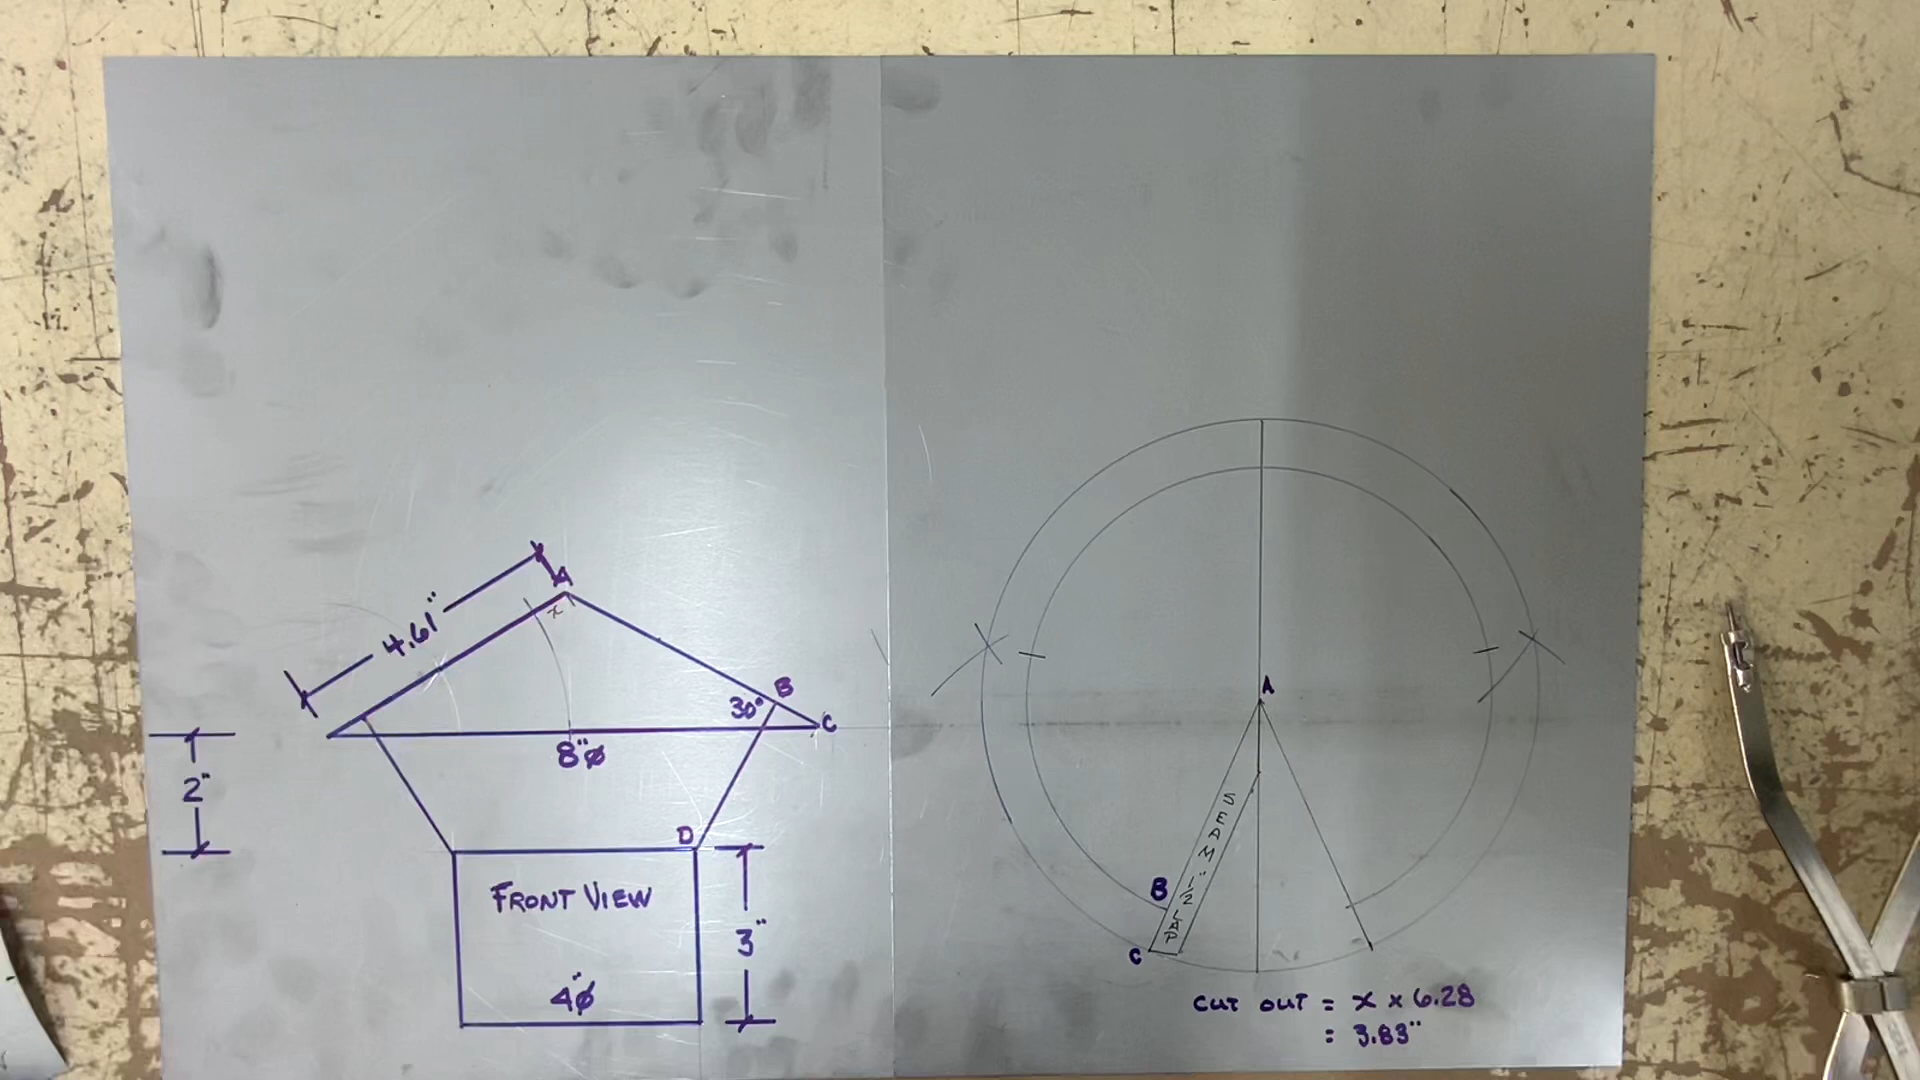 4.61"
A
x
30°
B
C
8"ø
2"
D
FRONT VIEW
3"
4"ø
A
SEAM: 1/2 LAP
B
C
CUT OUT = x x 6.28
: 3.83"